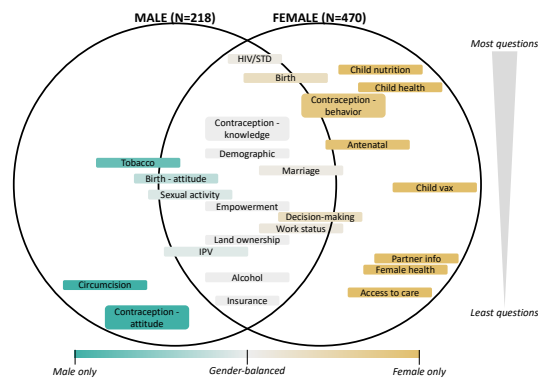 MALE (N=218)
FEMALE (N=470)
Most questions
HIV/STD
Child nutrition
Birth
Child health
Contraception -
behavior
Contraception -
knowledge
Antenatal
Demographic
Tobacco
Marriage
Birth - attitude
Child vax
Sexual activity
Empowerment
Decision-making
Work status
Land ownership
IPV
Partner info
Female health
Alcohol
Circumcision
Access to care
Insurance
Contraception -
attitude
Least questions
Male only
Gender-balanced
Female only